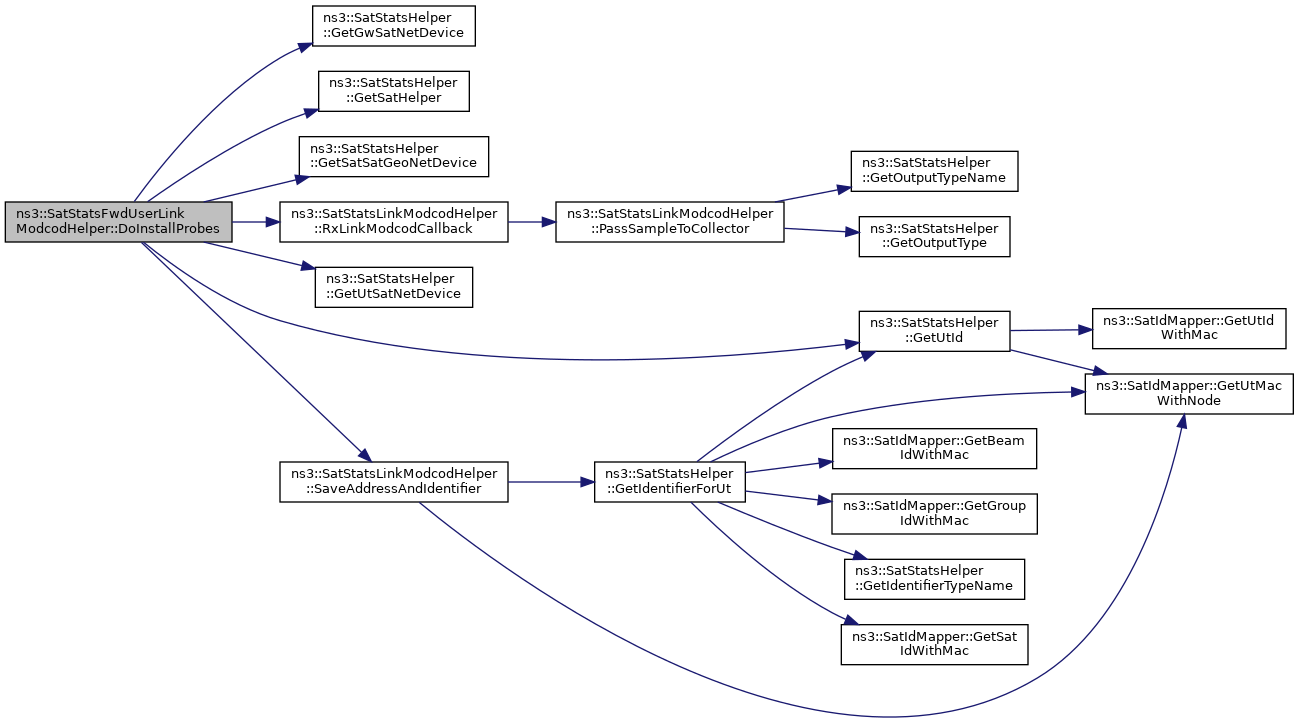 ns3::SatStatsHelper
::GetGwSatNetDevice
ns3::SatStatsHelper
::GetSatHelper
ns3::SatStatsHelper
::GetSatSatGeoNetDevice
ns3::SatStatsFwdUserLink
ModcodHelper::DoInstallProbes
ns3::SatStatsLinkModcodHelper
::RxLinkModcodCallback
ns3::SatStatsLinkModcodHelper
::PassSampleToCollector
ns3::SatStatsHelper
::GetOutputTypeName
ns3::SatStatsHelper
::GetOutputType
ns3::SatStatsHelper
::GetUtSatNetDevice
ns3::SatStatsHelper
::GetUtId
ns3::SatIdMapper::GetUtId
WithMac
ns3::SatIdMapper::GetUtMac
WithNode
ns3::SatStatsLinkModcodHelper
::SaveAddressAndIdentifier
ns3::SatStatsHelper
::GetIdentifierForUt
ns3::SatIdMapper::GetBeam
IdWithMac
ns3::SatIdMapper::GetGroup
IdWithMac
ns3::SatStatsHelper
::GetIdentifierTypeName
ns3::SatIdMapper::GetSat
IdWithMac